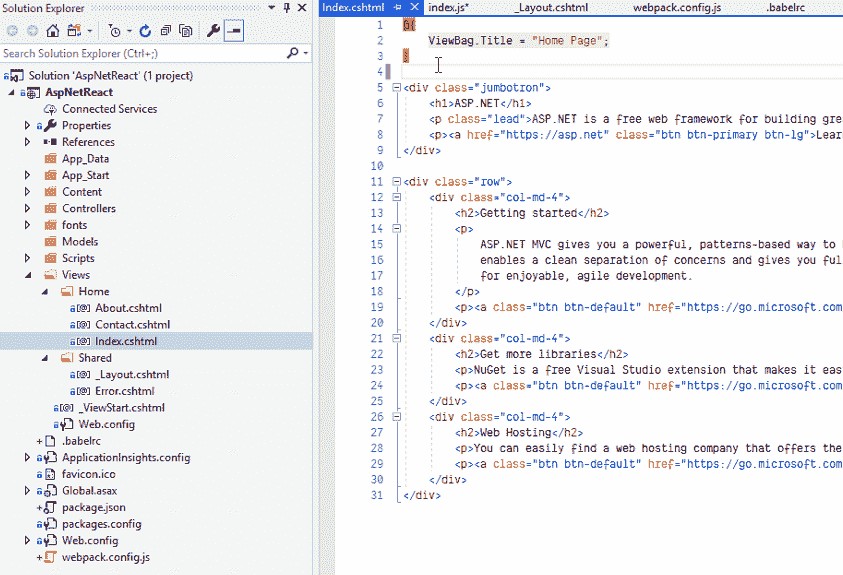 Solution Explorer
Search Solution Explorer (Ctrl+;)
Solution 'AspNetReact' (1 project)
AspNetReact
Connected Services
Properties
References
App_Data
App_Start
Content
Controllers
fonts
Models
Scripts
Views
Home
About.cshtml
Contact.cshtml
Index.cshtml
Shared
_Layout.cshtml
Error.cshtml
_ViewStart.cshtml
Web.config
.babelrc
ApplicationInsights.config
favicon.ico
Global.asax
package.json
packages.config
Web.config
webpack.config.js
Index.cshtml index.js* _Layout.cshtml webpack.config.js .babelrc
1 @{
2 ViewBag.Title = "Home Page";
3 }
4
5 <div class="jumbotron">
6 <h1>ASP.NET</h1>
7 <p class="lead">ASP.NET is a free web framework for building
8 <p><a href="https://asp.net" class="btn btn-primary btn-lg">
9 </div>
10
11 <div class="row">
12 <div class="col-md-4">
13 <h2>Getting started</h2>
14 <p>
15 ASP.NET MVC gives you a powerful, patterns-based way to
16 enables a clean separation of concerns and gives you
17 for enjoyable, agile development.
18 </p>
19 <p><a class="btn btn-default" href="https://go.microsoft.com
20 </div>
21 <div class="col-md-4">
22 <h2>Get more libraries</h2>
23 <p>NuGet is a free Visual Studio extension that makes it
24 <p><a class="btn btn-default" href="https://go.microsoft.com
25 </div>
26 <div class="col-md-4">
27 <h2>Web Hosting</h2>
28 <p>You can easily find a web hosting company that offers the
29 <p><a class="btn btn-default" href="https://go.microsoft.com
30 </div>
31 </div>